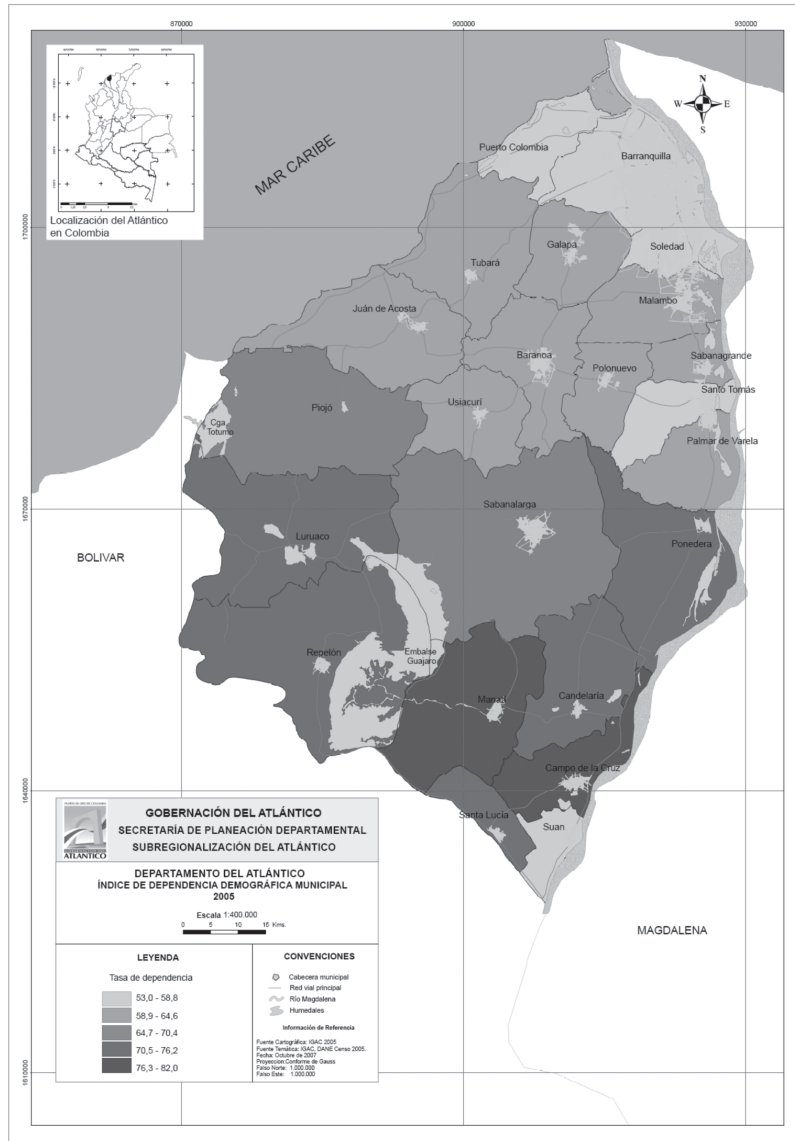 870000
900000
930000
Localización del Atlántico
en Colombia
MAR CARIBE
N
W
E
S
Puerto Colombia
Barranquilla
1700000
Galapa
Soledad
Tubará
Malambo
Juán de Acosta
Baranoa
Sabanagrande
Polonuevo
Santo Tomás
Usiacurí
Piojó
Cga
Totumo
Palmar de Varela
1670000
Sabanalarga
Luruaco
Ponedera
BOLIVAR
Repelón
Embalse
Guajaro
Manatí
Candelaría
Campo de la Cruz
1640000
Santa Lucía
Suan
MAGDALENA
1610000
ATLANTICO
GOBERNACIÓN DEL ATLÁNTICO
SECRETARÍA DE PLANEACIÓN DEPARTAMENTAL
SUBREGIONALIZACIÓN DEL ATLÁNTICO
DEPARTAMENTO DEL ATLÁNTICO
ÍNDICE DE DEPENDENCIA DEMOGRÁFICA MUNICIPAL
2005
Escala 1:400.000
0 5 10 15 Kms.
LEYENDA
Tasa de dependencia
53,0 - 58,8
58,9 - 64,6
64,7 - 70,4
70,5 - 76,2
76,3 - 82,0
CONVENCIONES
Cabecera municipal
Red vial principal
Río Magdalena
Humedales
Información de Referencia
Fuente Cartográfica: IGAC 2005
Fuente Temática: IGAC, DANE Censo 2005.
Fecha: Octubre de 2007
Proyección:Conforme de Gauss
Falso Norte: 1.000.000
Falso Este: 1.000.000